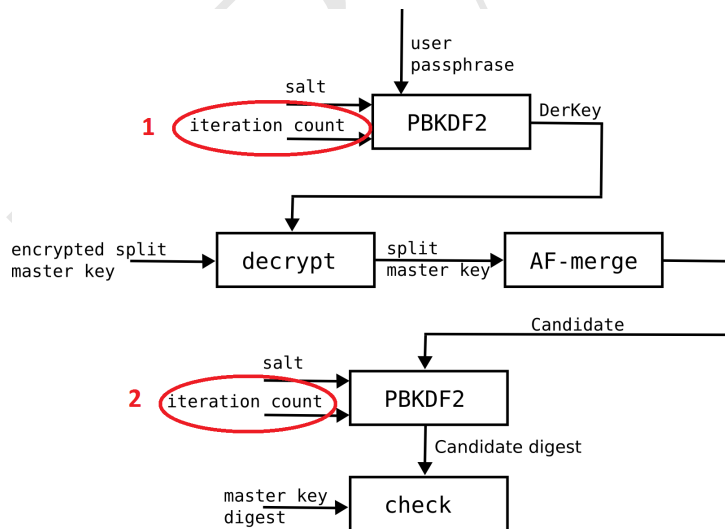 user
passphrase
salt
1
iteration count
PBKDF2
DerKey
encrypted split
master key
decrypt
split
master key
AF-merge
Candidate
salt
2
iteration count
PBKDF2
Candidate digest
master key
digest
check